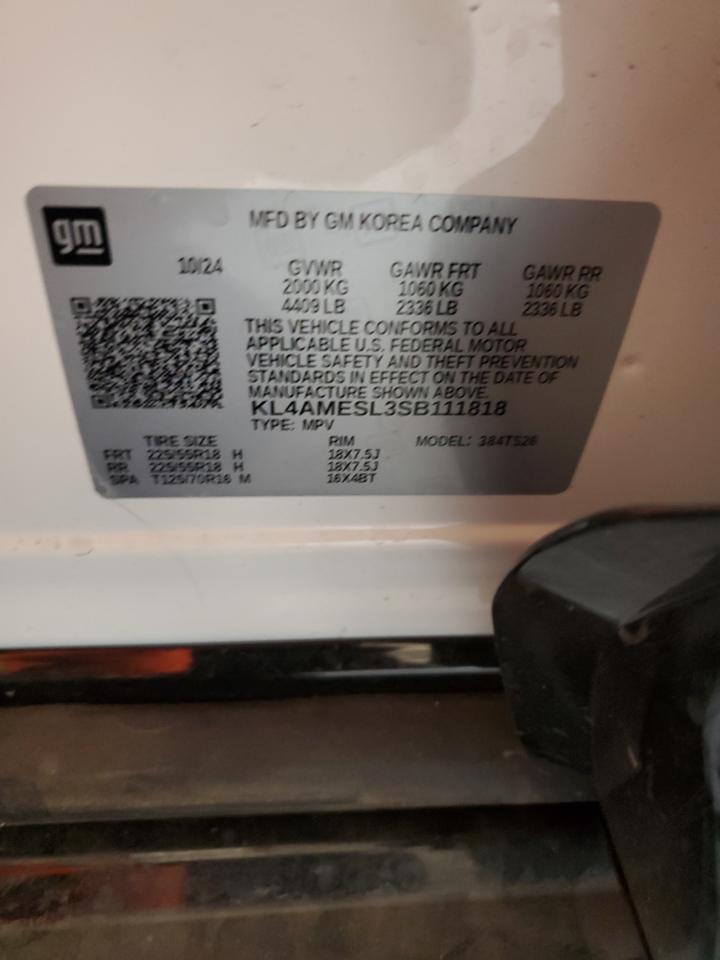 gm
MFD BY GM KOREA COMPANY
10/24 GVWR GAWR FRT GAWR RR
2000 KG 1060 KG 1060 KG
4409 LB 2336 LB 2336 LB
THIS VEHICLE CONFORMS TO ALL
APPLICABLE U.S. FEDERAL MOTOR
VEHICLE SAFETY AND THEFT PREVENTION
STANDARDS IN EFFECT ON THE DATE OF
MANUFACTURE SHOWN ABOVE.
KL4AMESL3SB111818
TYPE: MPV
TIRE SIZE RIM MODEL: 384TS26
FRT 225/55R18 H 18X7.5J
RR 225/55R18 H 18X7.5J
SPA T125/70R16 M 16X4BT